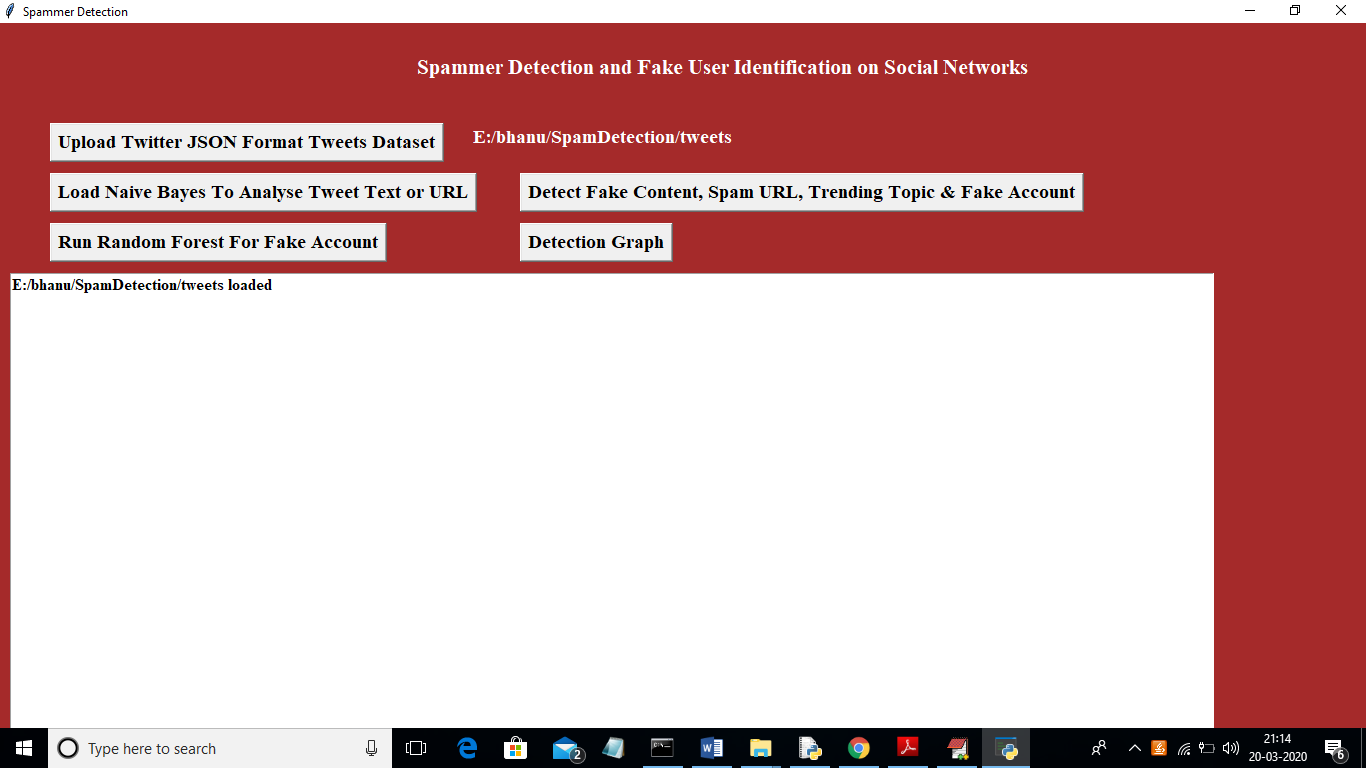 Spammer Detection
Spammer Detection and Fake User Identification on Social Networks
Upload Twitter JSON Format Tweets Dataset
E:/bhanu/SpamDetection/tweets
Load Naive Bayes To Analyse Tweet Text or URL
Detect Fake Content, Spam URL, Trending Topic & Fake Account
Run Random Forest For Fake Account
Detection Graph
E:/bhanu/SpamDetection/tweets loaded
Type here to search
2
21:14
20-03-2020
6